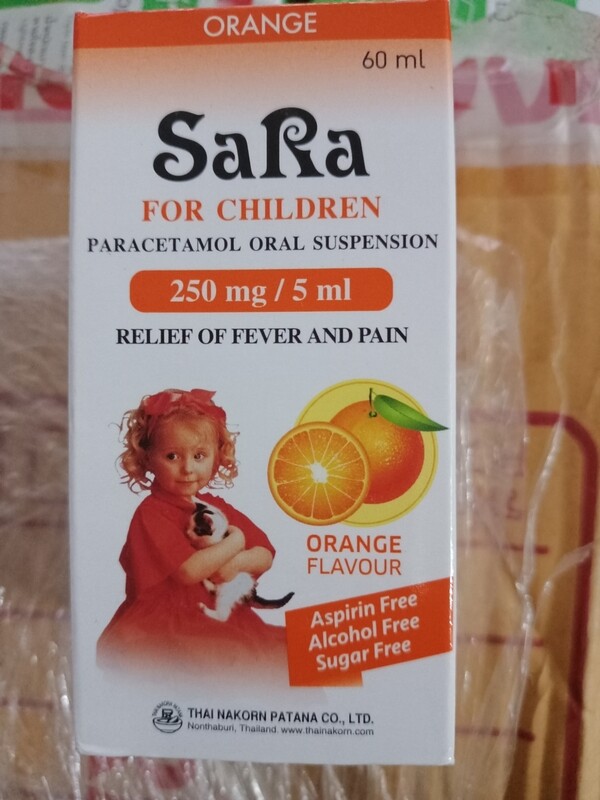 ORANGE
60 ml
SaRa
FOR CHILDREN
PARACETAMOL ORAL SUSPENSION
250 mg / 5 ml
RELIEF OF FEVER AND PAIN
ORANGE
FLAVOUR
Aspirin Free
Alcohol Free
Sugar Free
THAI NAKORN PATANA CO., LTD.
Nonthaburi, Thailand. www.thainakorn.com